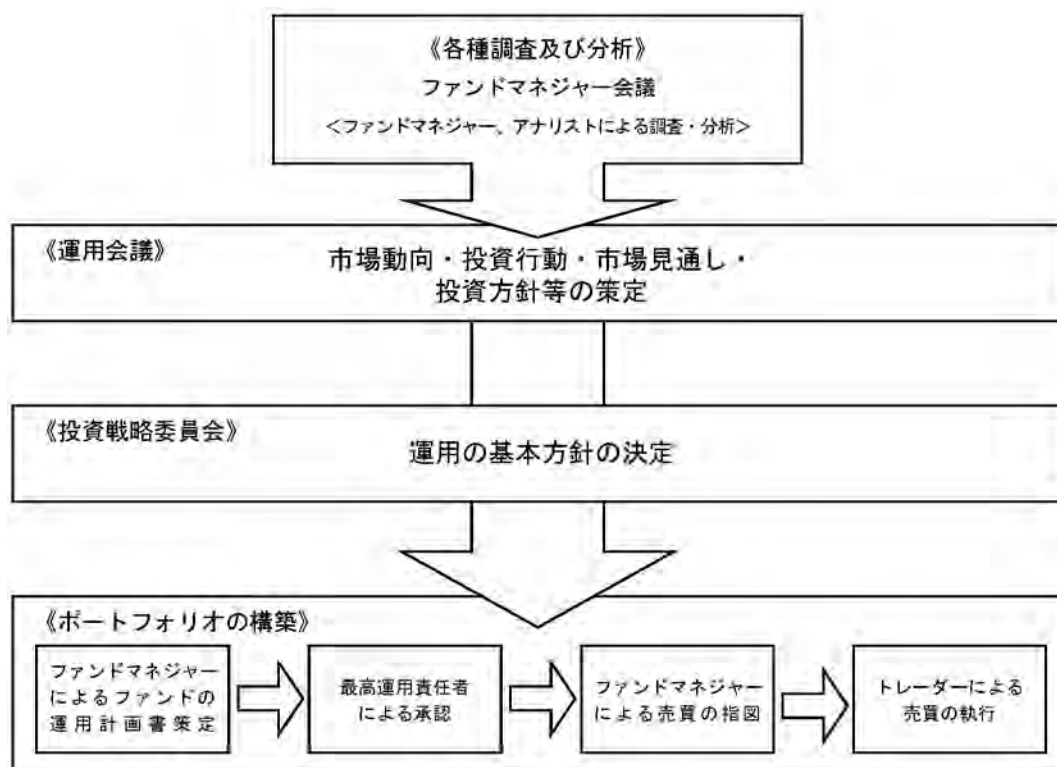 《各種調査及び分析》
ファンドマネジャー会議
<ファンドマネジャー、アナリストによる調査・分析>
《運用会議》
市場動向・投資行動・市場見通し・
投資方針等の策定
《投資戦略委員会》
運用の基本方針の決定
《ポートフォリオの構築》
ファンドマネジャー
によるファンドの
運用計画書策定
最高運用責任者
による承認
ファンドマネジャー
による売買の指図
トレーダーによる
売買の執行